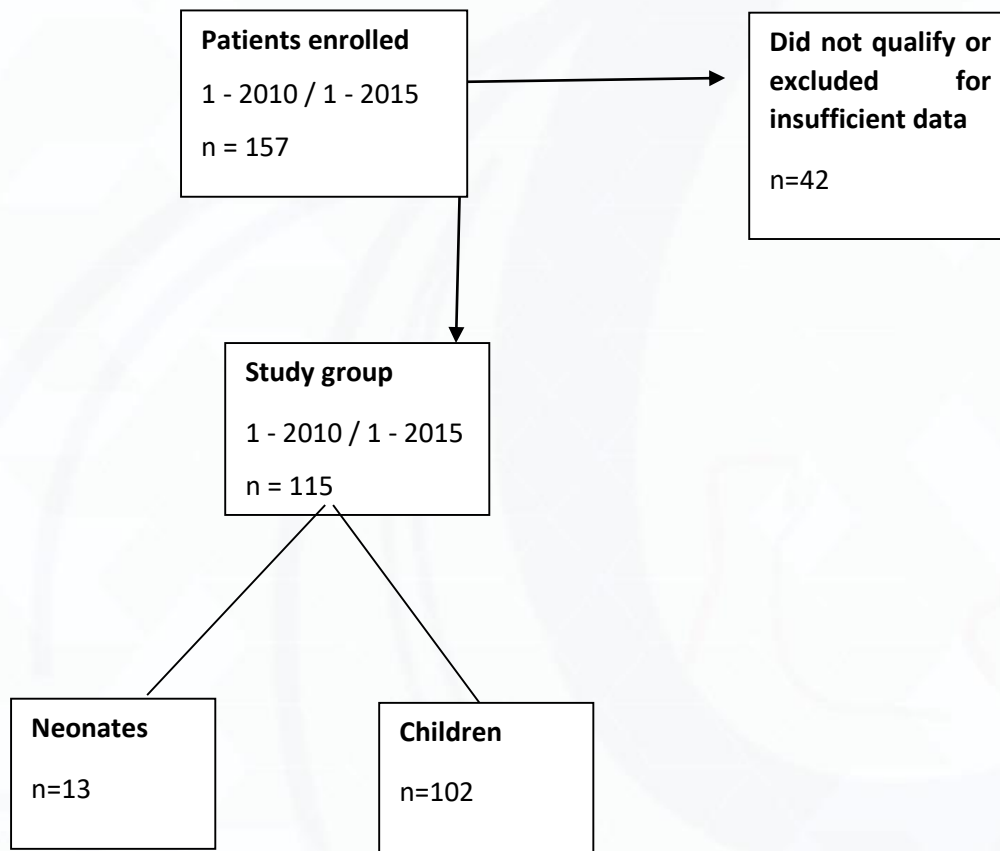 Patients enrolled
1 - 2010 / 1 - 2015
n = 157
Did not qualify or
excluded for
insufficient data
n=42
Study group
1 - 2010 / 1 - 2015
n = 115
Neonates
n=13
Children
n=102